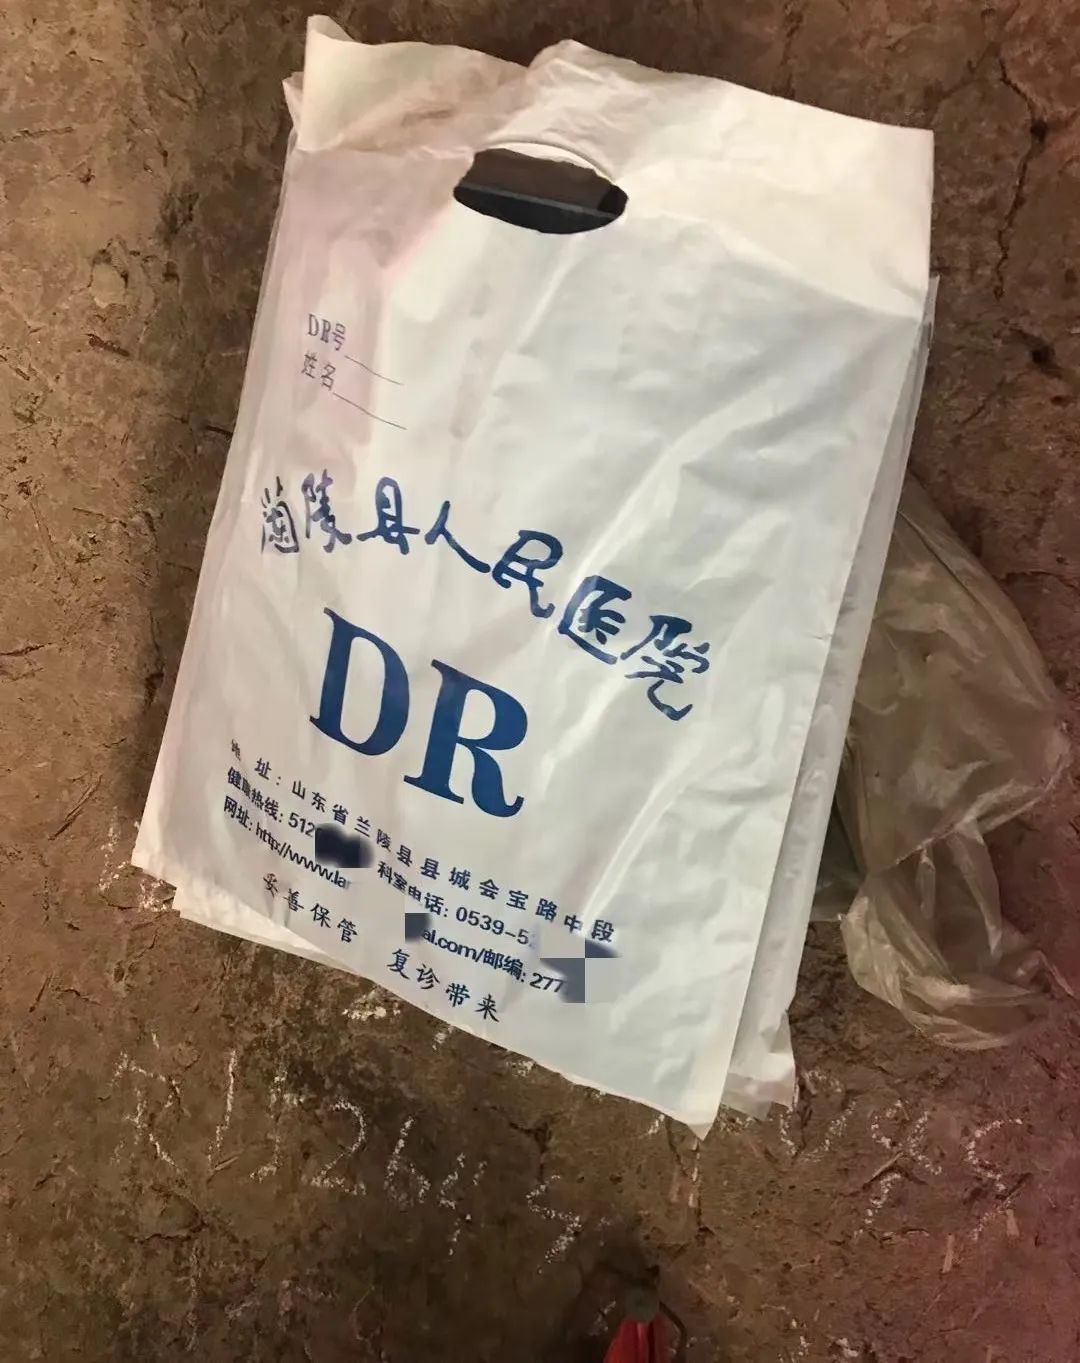 DR号
姓名
蘭陵县人民医院
DR
地 址：山东省兰陵县县城会宝路中段
健康热线: 512 科室电话: 0539-5
网址: http://www.la al.com/邮编: 277
妥善保管 复诊带来